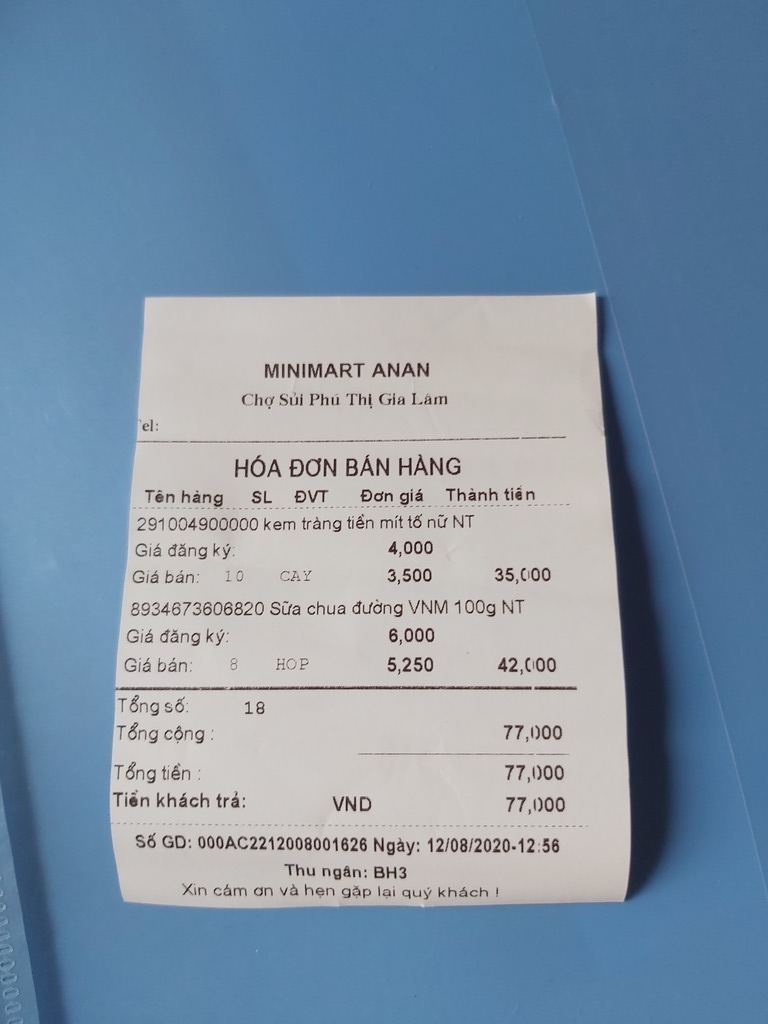 MINIMART ANAN
Chợ Sủi Phú Thị Gia Lâm
Tel:
HÓA ĐƠN BÁN HÀNG
Tên hàng SL ĐVT Đơn giá Thành tiền
291004900000 kem tràng tiền mít tố nữ NT
Giá đăng ký: 4,000
Giá bán: 10 CAY 3,500 35,000
8934673606820 Sữa chua đường VNM 100g NT
Giá đăng ký: 6,000
Giá bán: 8 HOP 5,250 42,000
Tổng số: 18
Tổng cộng : 77,000
Tổng tiền : 77,000
Tiền khách trả: VND 77,000
Số GD: 000AC2212008001626 Ngày: 12/08/2020-12:56
Thu ngân: BH3
Xin cám ơn và hẹn gặp lại quý khách !